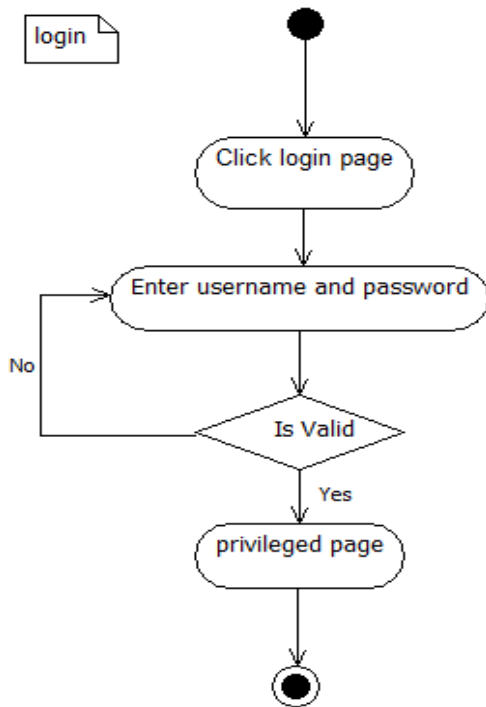 login
Click login page
Enter username and password
No
Is Valid
Yes
privileged page